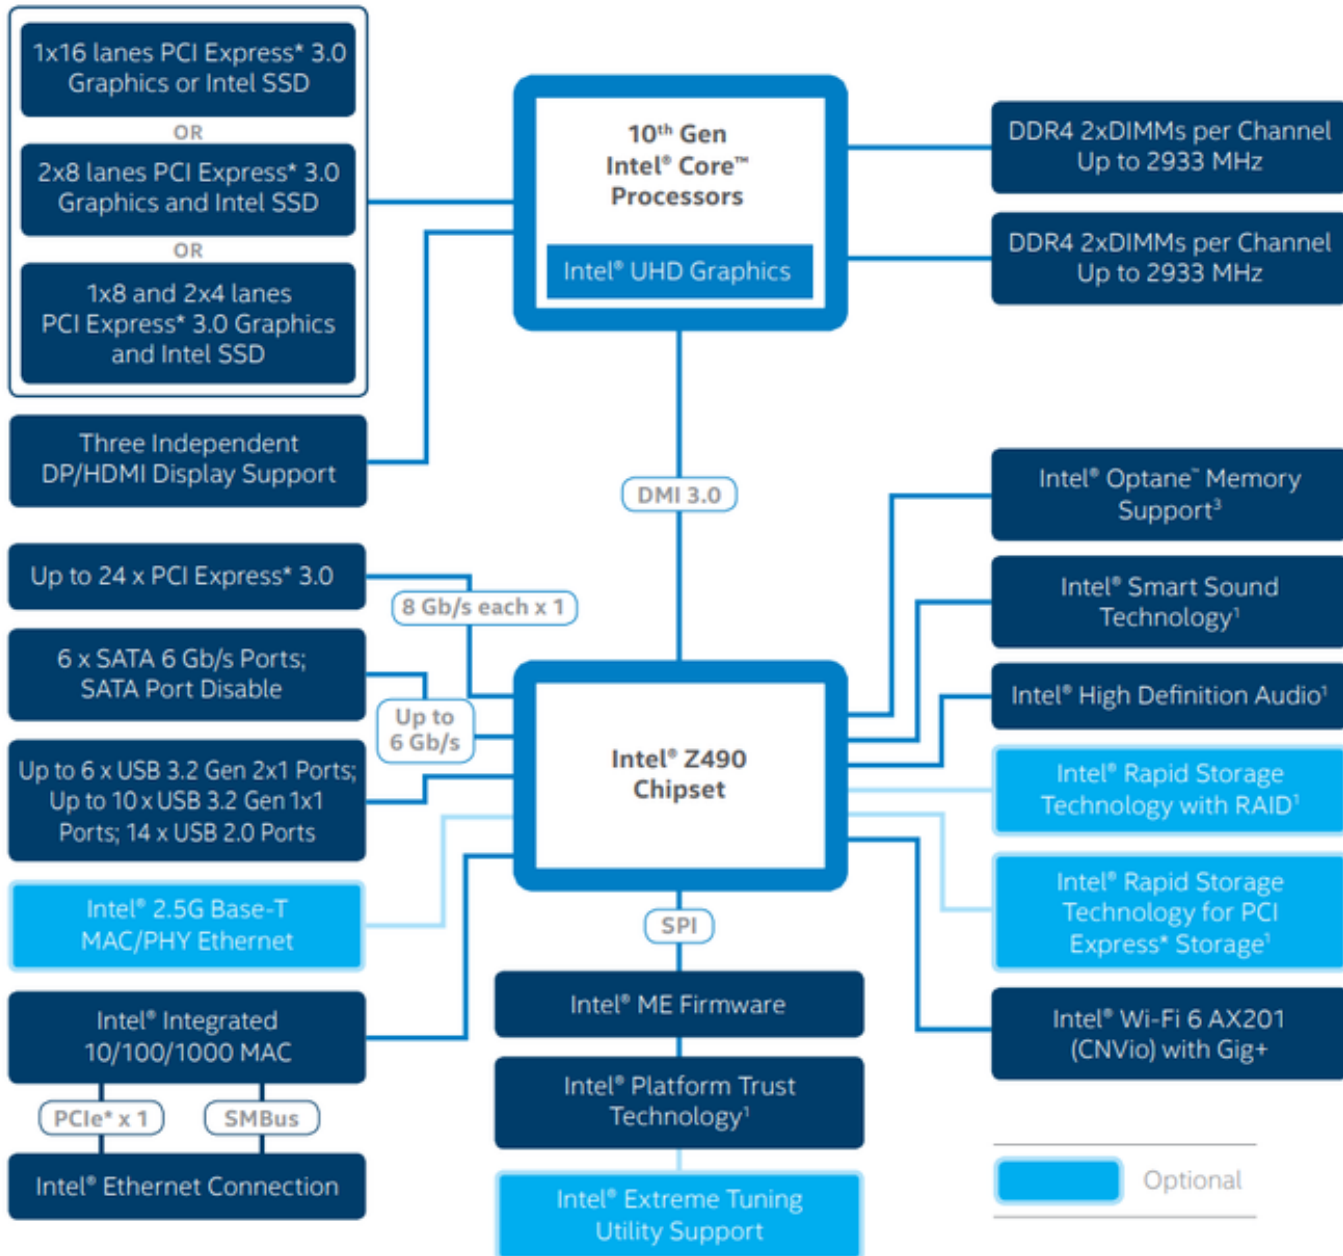 1x16 lanes PCI Express* 3.0
Graphics or Intel SSD
OR
2x8 lanes PCI Express* 3.0
Graphics and Intel SSD
OR
1x8 and 2x4 lanes
PCI Express* 3.0 Graphics
and Intel SSD
Three Independent
DP/HDMI Display Support
10th Gen
Intel® Core™
Processors
Intel® UHD Graphics
DDR4 2xDIMMs per Channel
Up to 2933 MHz
DDR4 2xDIMMs per Channel
Up to 2933 MHz
DMI 3.0
Up to 24 x PCI Express* 3.0
8 Gb/s each x 1
6 x SATA 6 Gb/s Ports;
SATA Port Disable
Up to
6 Gb/s
Up to 6 x USB 3.2 Gen 2x1 Ports;
Up to 10 x USB 3.2 Gen 1x1
Ports; 14 x USB 2.0 Ports
Intel® 2.5G Base-T
MAC/PHY Ethernet
Intel® Integrated
10/100/1000 MAC
PCIe* x 1
SMBus
Intel® Ethernet Connection
Intel® Z490
Chipset
SPI
Intel® ME Firmware
Intel® Platform Trust
Technology¹
Intel® Extreme Tuning
Utility Support
Intel® Optane™ Memory
Support³
Intel® Smart Sound
Technology¹
Intel® High Definition Audio¹
Intel® Rapid Storage
Technology with RAID¹
Intel® Rapid Storage
Technology for PCI
Express* Storage¹
Intel® Wi-Fi 6 AX201
(CNVio) with Gig+
Optional